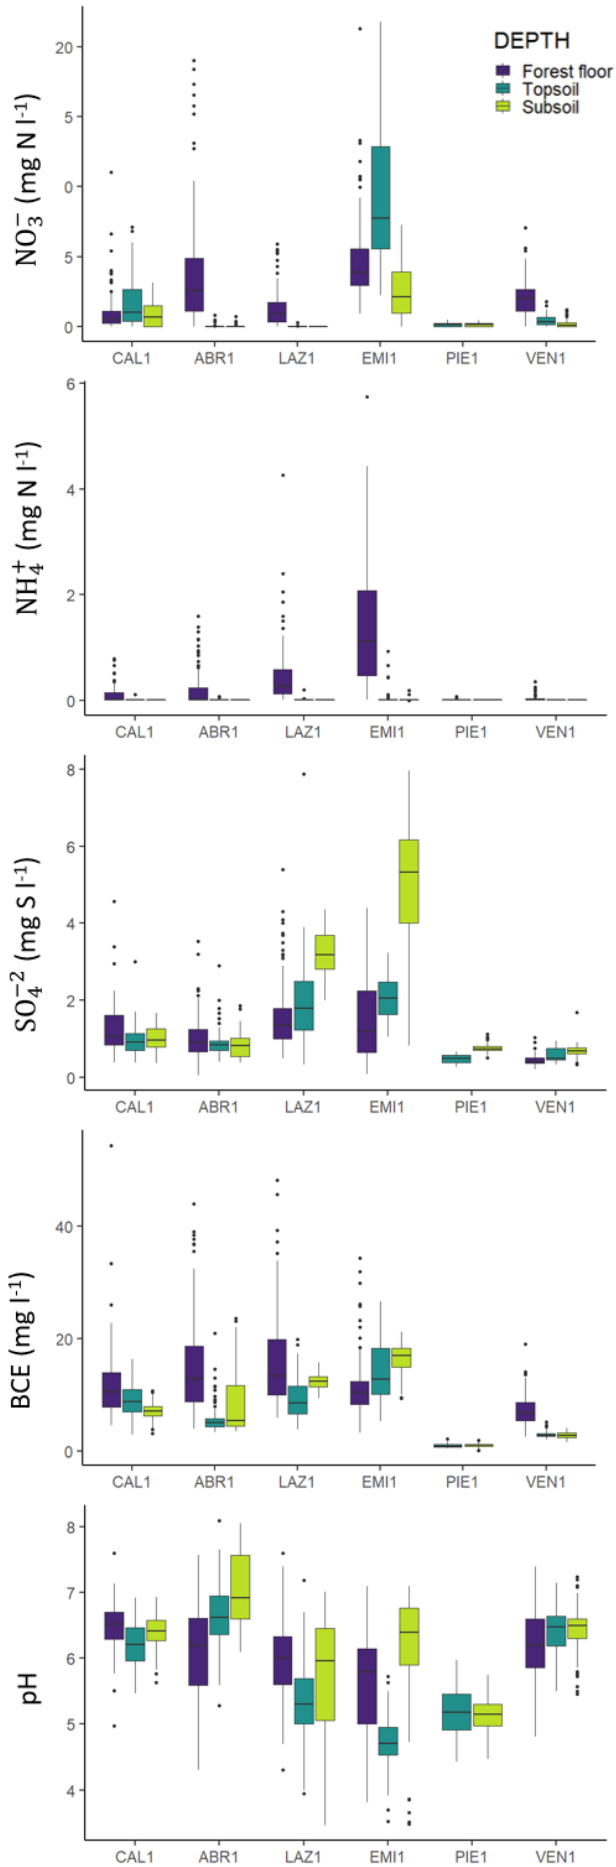 DEPTH
Forest floor
Topsoil
Subsoil
NO₃⁻ (mg N l⁻¹)
20
5
0
5
0
CAL1 ABR1 LAZ1 EMI1 PIE1 VEN1
NH₄⁺ (mg N l⁻¹)
6
4
2
0
CAL1 ABR1 LAZ1 EMI1 PIE1 VEN1
SO₄⁻² (mg S l⁻¹)
8
6
4
2
0
CAL1 ABR1 LAZ1 EMI1 PIE1 VEN1
BCE (mg l⁻¹)
40
20
0
CAL1 ABR1 LAZ1 EMI1 PIE1 VEN1
pH
8
7
6
5
4
CAL1 ABR1 LAZ1 EMI1 PIE1 VEN1